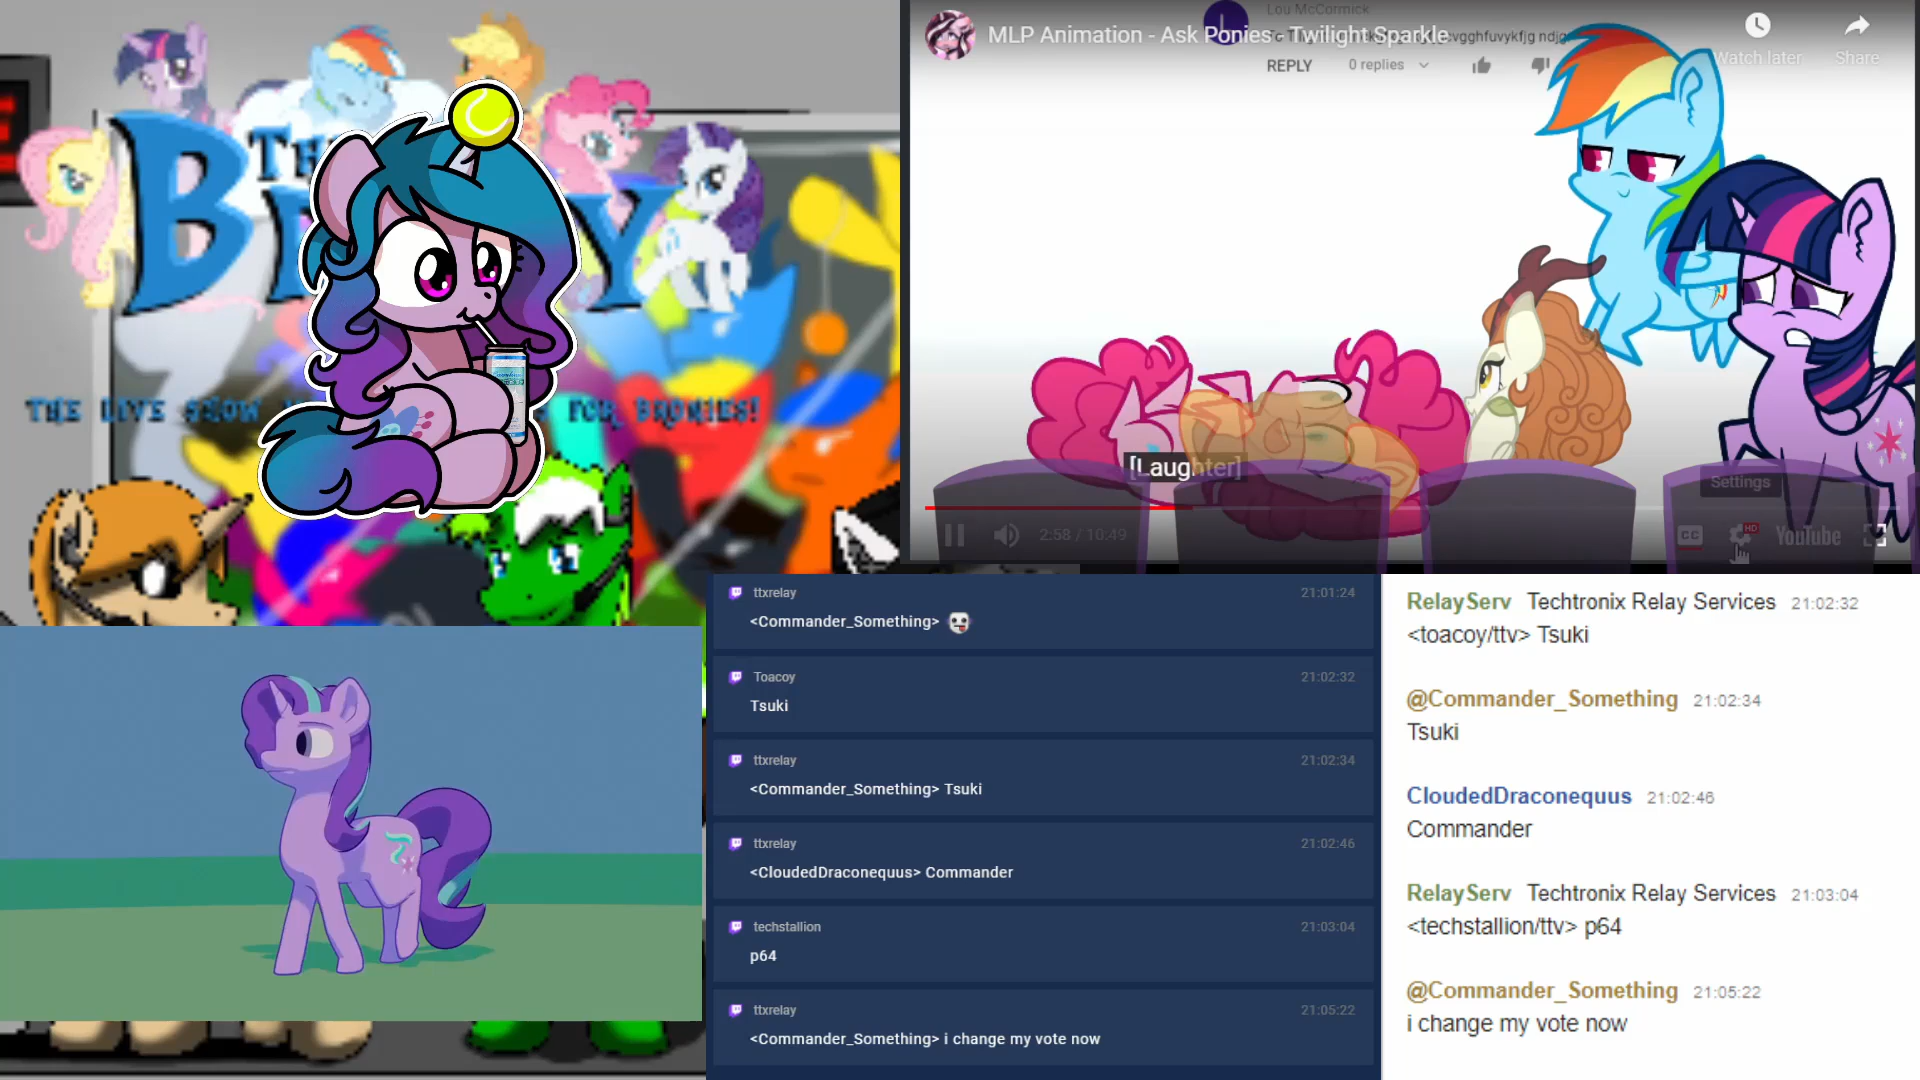 Lou McCormick
MLP Animation - Ask Ponies - Twilight Sparkle
Watch later
Share
REPLY
0 replies
THE LIVE SHOW
FOR BRONIES!
[Laughter]
Settings
2:58 / 10:49
CC
HD
YouTube
ttxrelay 21:01:24
<Commander_Something> 🤪
Toacoy 21:02:32
Tsuki
ttxrelay 21:02:34
<Commander_Something> Tsuki
ttxrelay 21:02:46
<CloudedDraconequus> Commander
techstallion 21:03:04
p64
ttxrelay 21:05:22
<Commander_Something> i change my vote now
RelayServ Techtronix Relay Services 21:02:32
<toacoy/ttv> Tsuki
@Commander_Something 21:02:34
Tsuki
CloudedDraconequus 21:02:46
Commander
RelayServ Techtronix Relay Services 21:03:04
<techstallion/ttv> p64
@Commander_Something 21:05:22
i change my vote now